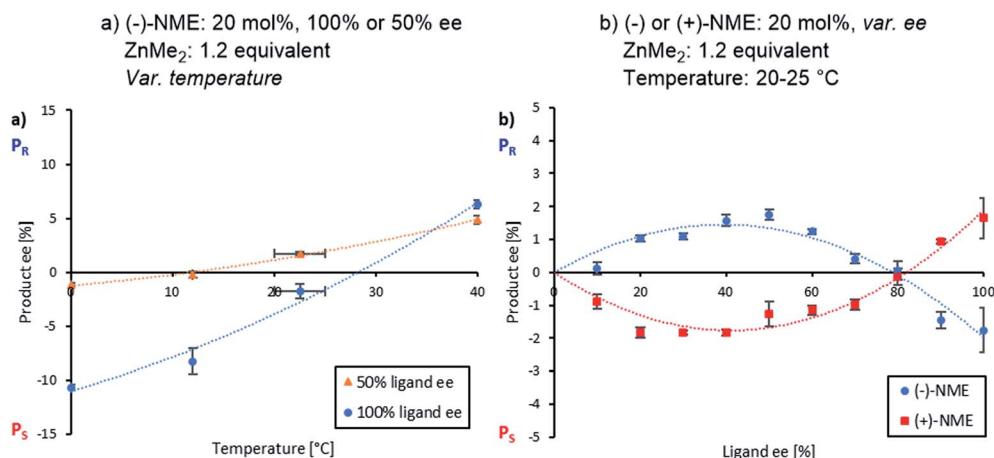 a) (-)-NME: 20 mol%, 100% or 50% ee
ZnMe2: 1.2 equivalent
Var. temperature
b) (-) or (+)-NME: 20 mol%, var. ee
ZnMe2: 1.2 equivalent
Temperature: 20-25 °C
a)
PR
15
10
5
0
-5
-10
-15
PS
Product ee [%]
0
10
20
30
40
Temperature [°C]
50% ligand ee
100% ligand ee
b)
PR
5
4
3
2
1
0
-1
-2
-3
-4
-5
PS
Product ee [%]
0
20
40
60
80
100
Ligand ee [%]
(-)-NME
(+)-NME